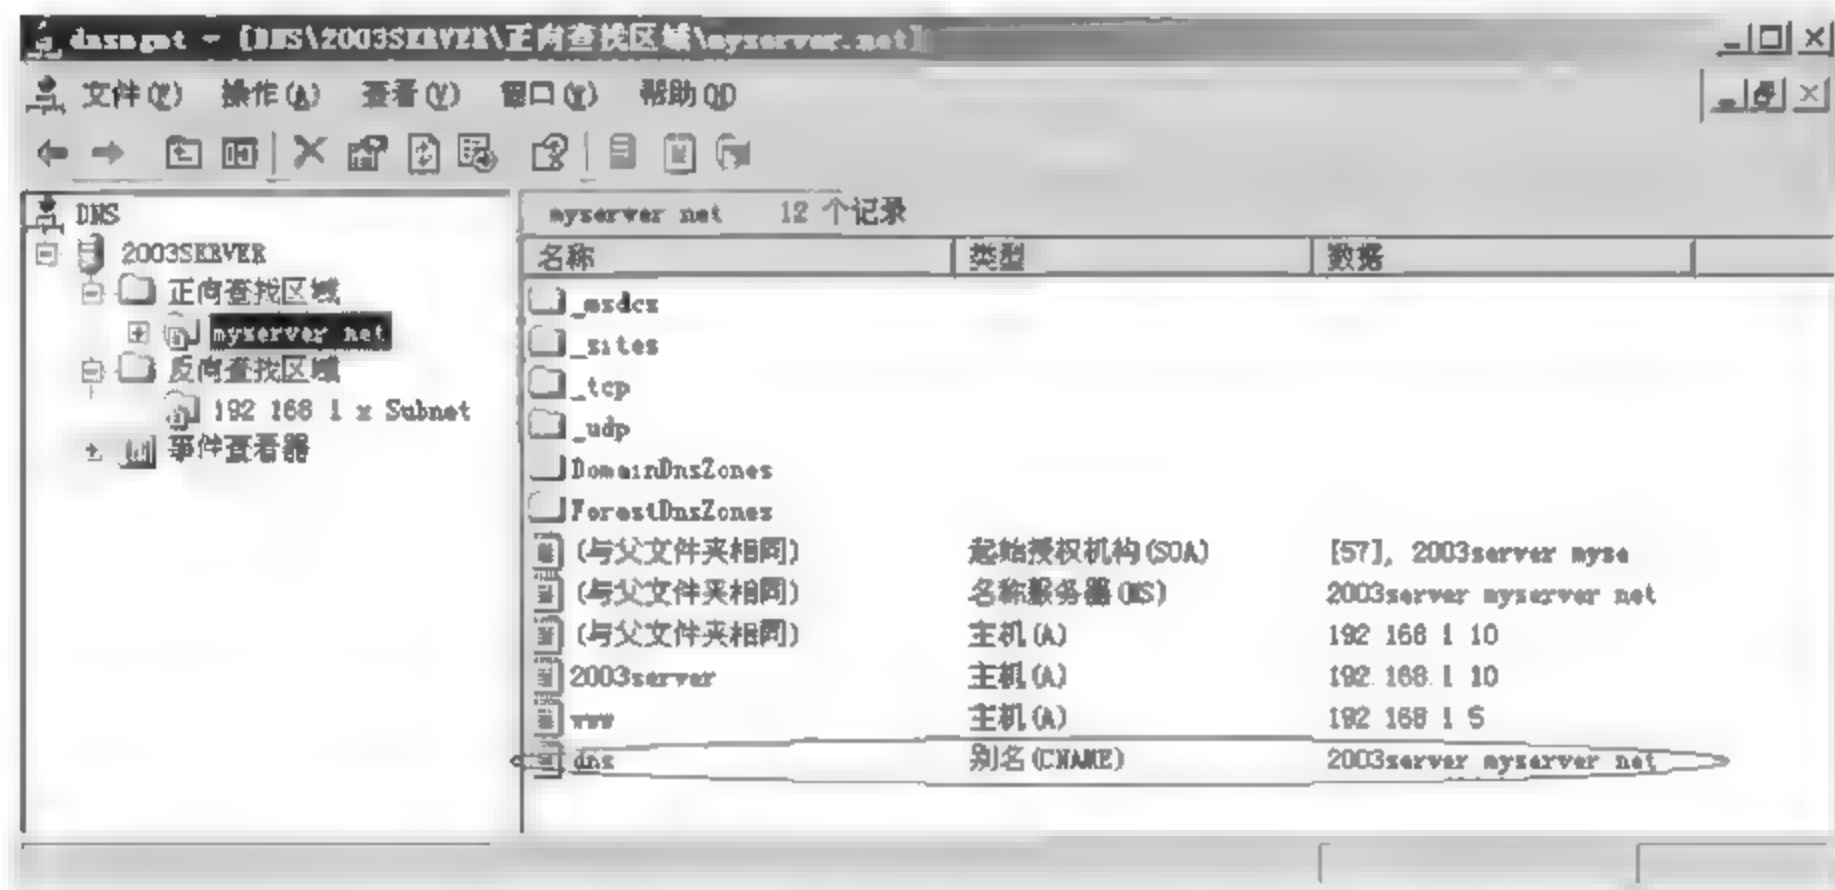 dnsmgmt - [DNS\2003SERVER\正向查找区域\myserver.net]
文件(F) 操作(A) 查看(V) 窗口(W) 帮助(H)
DNS
2003SERVER
正向查找区域
myserver net
反向查找区域
192 168 1 x Subnet
事件查看器
myserver net 12 个记录
名称 类型 数据
_msdcs
_sites
_tcp
_udp
DomainDnsZones
ForestDnsZones
(与父文件夹相同) 起始授权机构(SOA) [57], 2003server myse
(与父文件夹相同) 名称服务器(NS) 2003server myserver net
(与父文件夹相同) 主机(A) 192 168 1 10
2003server 主机(A) 192.168.1 10
www 主机(A) 192 168 1 5
dns 别名(CNAME) 2003server myserver net